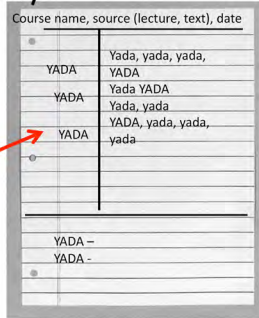 Course name, source (lecture, text), date
Yada, yada, yada,
YADA
YADA
Yada YADA
YADA
Yada, yada
YADA, yada, yada,
YADA
yada
YADA –
YADA -